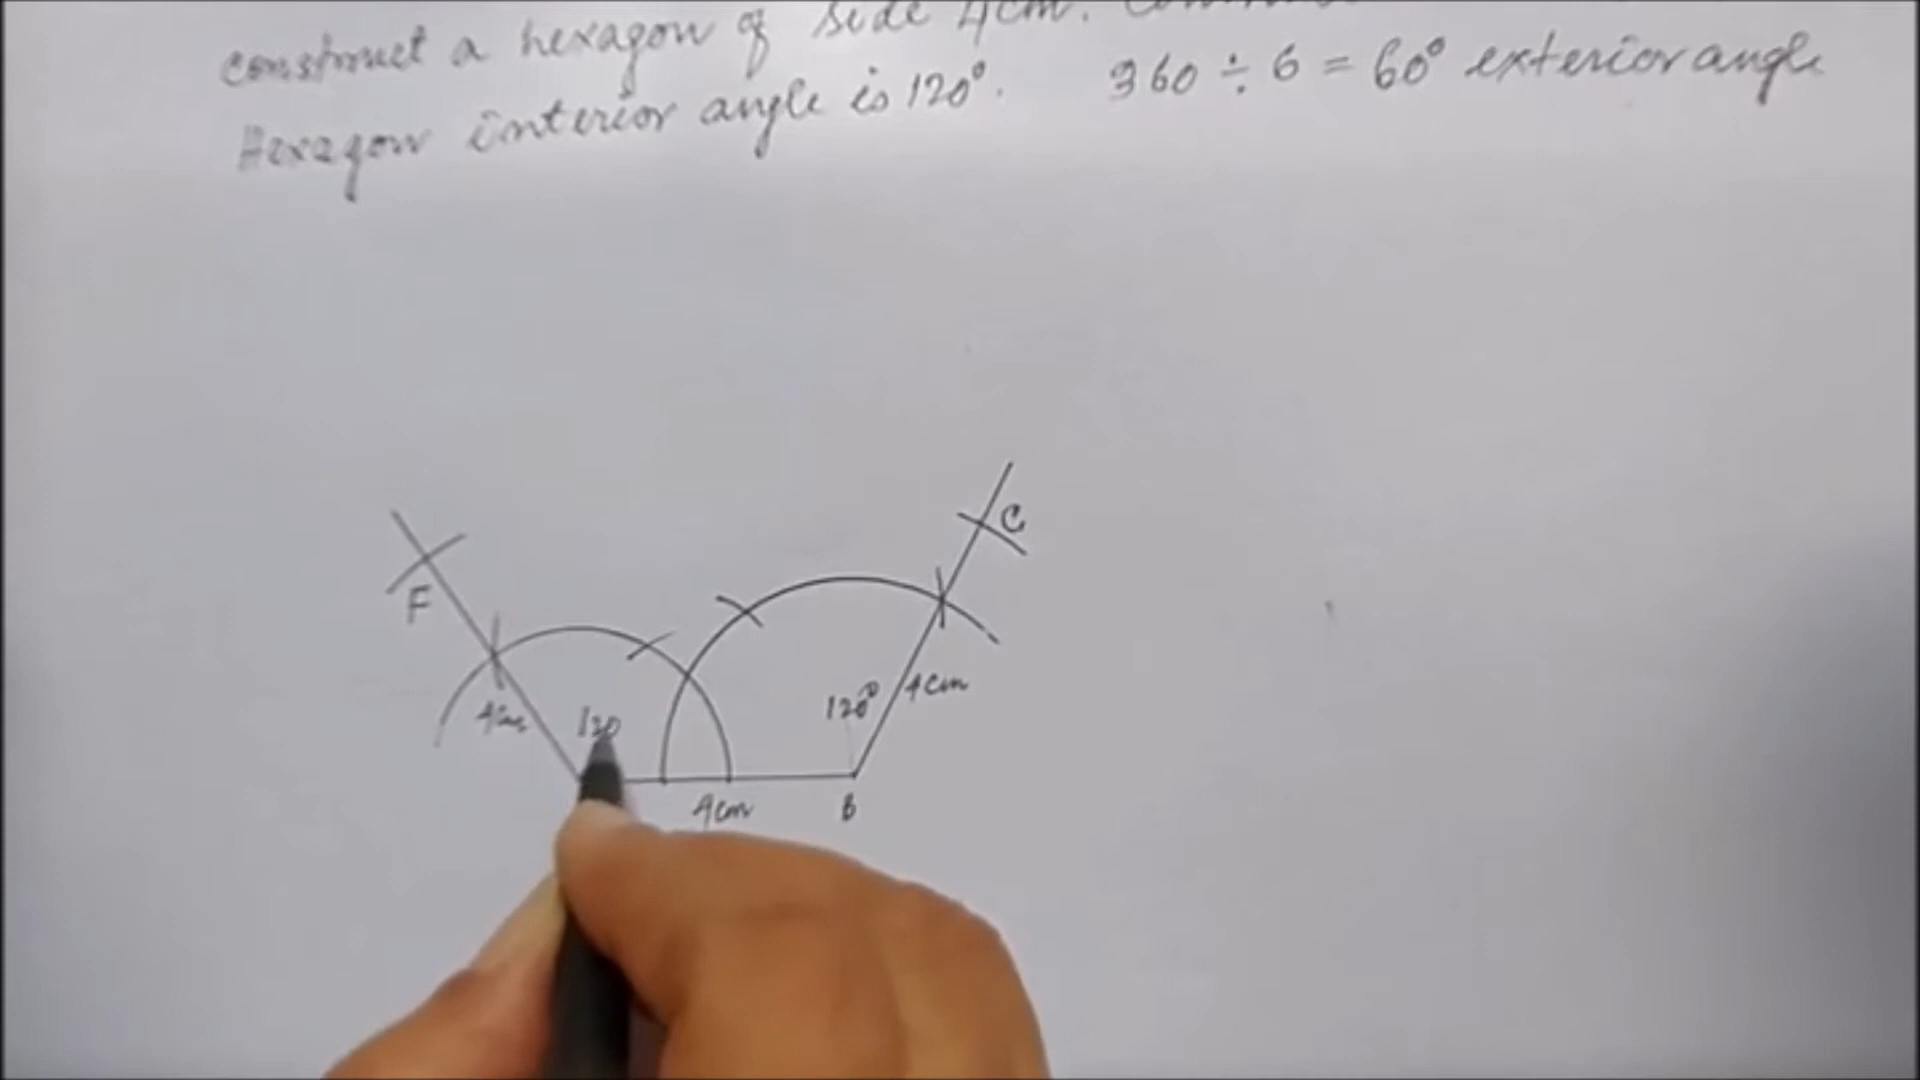 construct a hexagon of side 4cm.
Hexagon interior angle is 120°. 360 ÷ 6 = 60° exterior angle
C
F
4cm
120° 4cm
120
4cm B